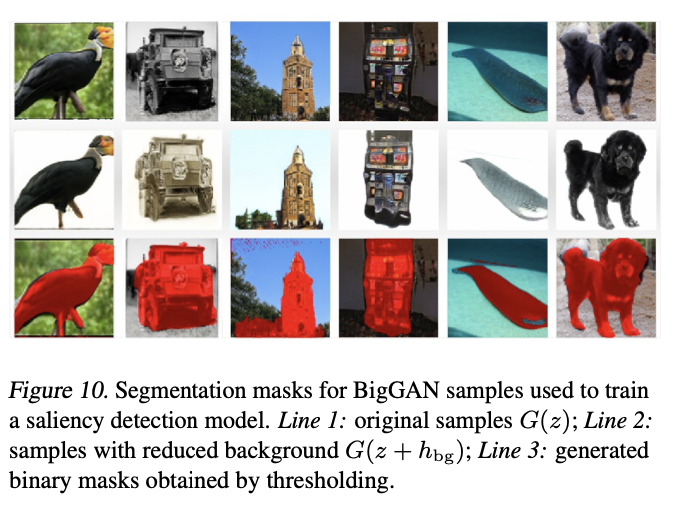 Figure 10. Segmentation masks for BigGAN samples used to train
a saliency detection model. Line 1: original samples G(z); Line 2:
samples with reduced background G(z + h_bg); Line 3: generated
binary masks obtained by thresholding.